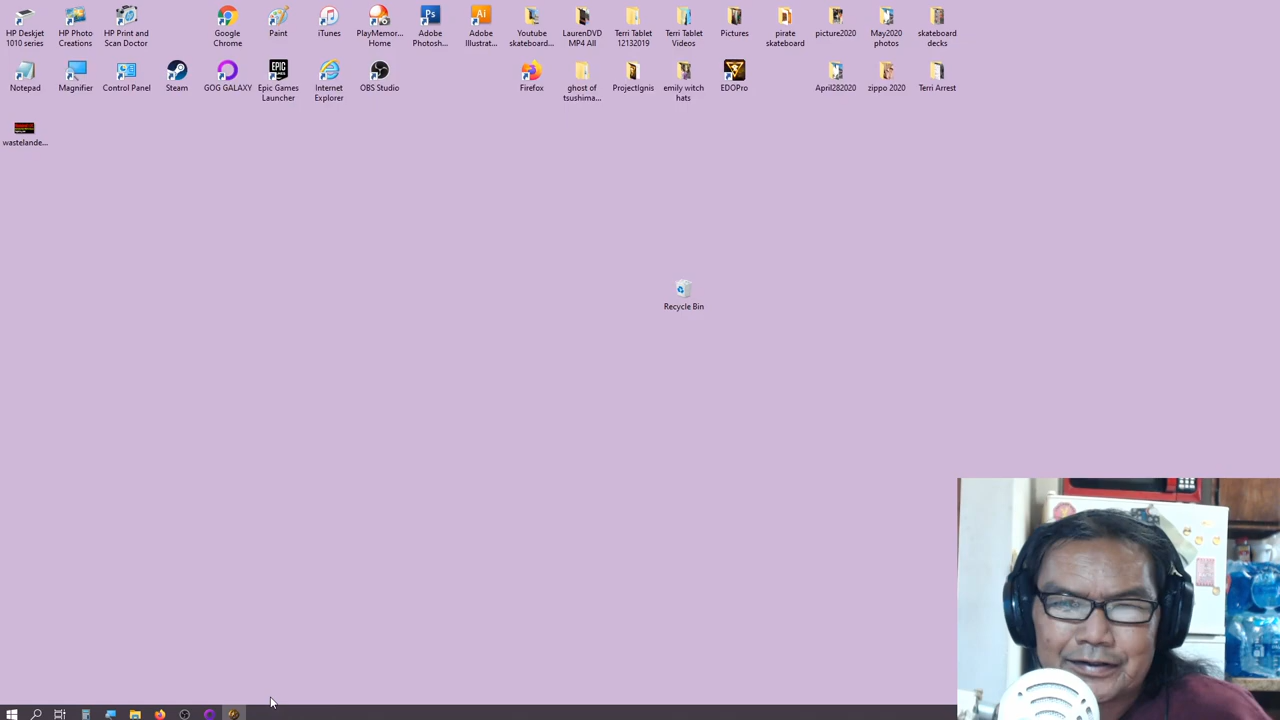 HP Deskjet
1010 series
HP Photo
Creations
HP Print and
Scan Doctor
Google
Chrome
Paint
iTunes
PlayMemor...
Home
Ps
Adobe
Photosh...
Ai
Adobe
Illustrat...
Youtube
skateboard...
LaurenDVD
MP4 All
Terri Tablet
12132019
Terri Tablet
Videos
Pictures
pirate
skateboard
picture2020
May2020
photos
skateboard
decks
Notepad
Magnifier
Control Panel
Steam
GOG GALAXY
EPIC
Epic Games
Launcher
Internet
Explorer
OBS Studio
Firefox
ghost of
tsushima...
ProjectIgnis
emily witch
hats
EDOPro
April282020
zippo 2020
Terri Arrest
wastelande...
Recycle Bin